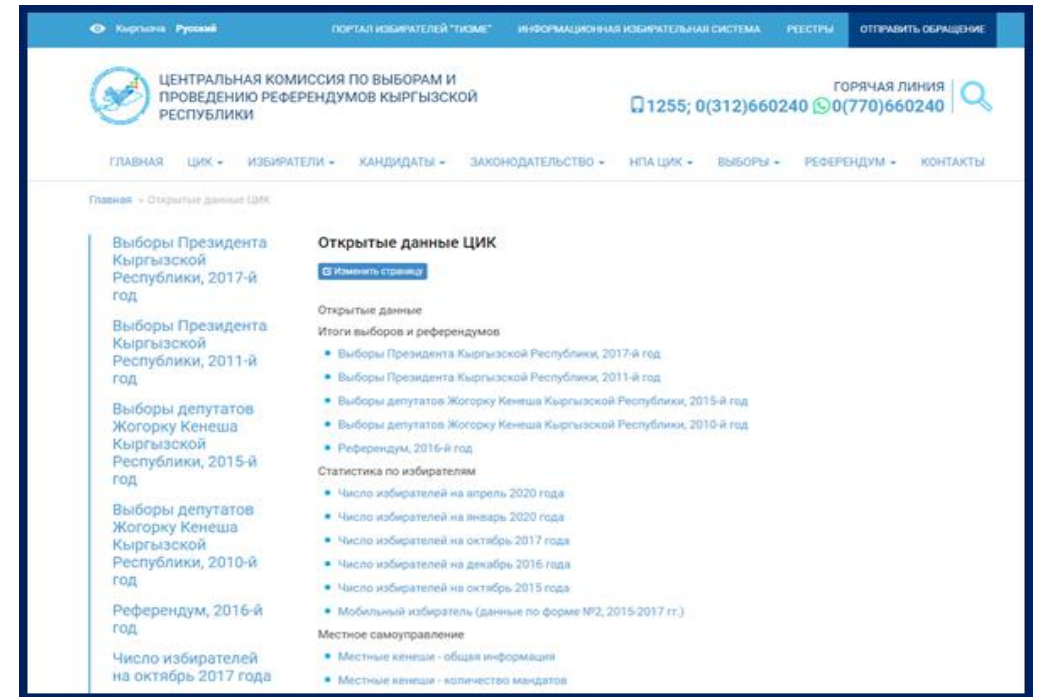 Кыргызча Русский
ПОРТАЛ ИЗБИРАТЕЛЕЙ "ТИЗМЕ" ИНФОРМАЦИОННАЯ ИЗБИРАТЕЛЬНАЯ СИСТЕМА РЕЕСТРЫ ОТПРАВИТЬ ОБРАЩЕНИЕ
ЦЕНТРАЛЬНАЯ КОМИССИЯ ПО ВЫБОРАМ И
ПРОВЕДЕНИЮ РЕФЕРЕНДУМОВ КЫРГЫЗСКОЙ
РЕСПУБЛИКИ
ГОРЯЧАЯ ЛИНИЯ
1255; 0(312)660240 0(770)660240
ГЛАВНАЯ ЦИК ИЗБИРАТЕЛИ КАНДИДАТЫ ЗАКОНОДАТЕЛЬСТВО НПА ЦИК ВЫБОРЫ РЕФЕРЕНДУМ КОНТАКТЫ
Главная » Открытые данные ЦИК
Выборы Президента
Кыргызской
Республики, 2017-й
год
Выборы Президента
Кыргызской
Республики, 2011-й
год
Выборы депутатов
Жогорку Кенеша
Кыргызской
Республики, 2015-й
год
Выборы депутатов
Жогорку Кенеша
Кыргызской
Республики, 2010-й
год
Референдум, 2016-й
год
Число избирателей
на октябрь 2017 года
Открытые данные ЦИК
Изменить страницу
Открытые данные
Итоги выборов и референдумов
Выборы Президента Кыргызской Республики, 2017-й год
Выборы Президента Кыргызской Республики, 2011-й год
Выборы депутатов Жогорку Кенеша Кыргызской Республики, 2015-й год
Выборы депутатов Жогорку Кенеша Кыргызской Республики, 2010-й год
Референдум, 2016-й год
Статистика по избирателям
Число избирателей на апрель 2020 года
Число избирателей на январь 2020 года
Число избирателей на октябрь 2017 года
Число избирателей на декабрь 2016 года
Число избирателей на октябрь 2015 года
Мобильный избиратель (данные по форме №2, 2015-2017 гг.)
Местное самоуправление
Местные кенеши - общая информация
Местные кенеши - количество мандатов